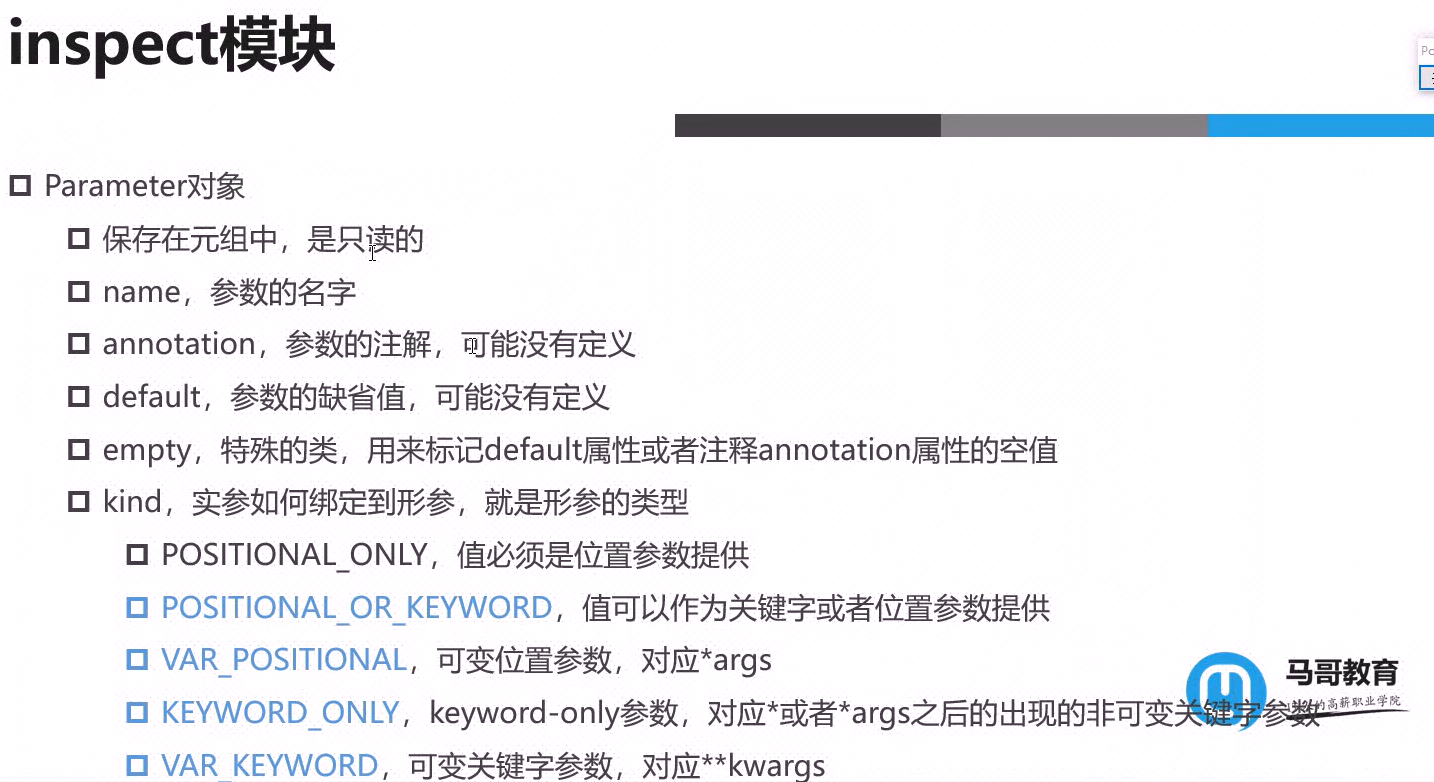 inspect模块
Po
Parameter对象
保存在元组中，是只读的
name，参数的名字
annotation，参数的注解，可能没有定义
default，参数的缺省值，可能没有定义
empty，特殊的类，用来标记default属性或者注释annotation属性的空值
kind，实参如何绑定到形参，就是形参的类型
POSITIONAL_ONLY，值必须是位置参数提供
POSITIONAL_OR_KEYWORD，值可以作为关键字或者位置参数提供
VAR_POSITIONAL，可变位置参数，对应*args
马哥教育
的高薪职业学院
KEYWORD_ONLY，keyword-only参数，对应*或者*args之后的出现的非可变关键字参数
VAR_KEYWORD，可变关键字参数，对应**kwargs